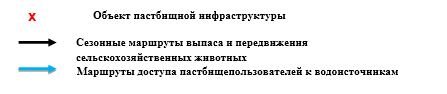 х Объект пастбищной инфраструктуры
Сезонные маршруты выпаса и передвижения
сельскохозяйственных животных
Маршруты доступа пастбищепользователей к водоисточникам